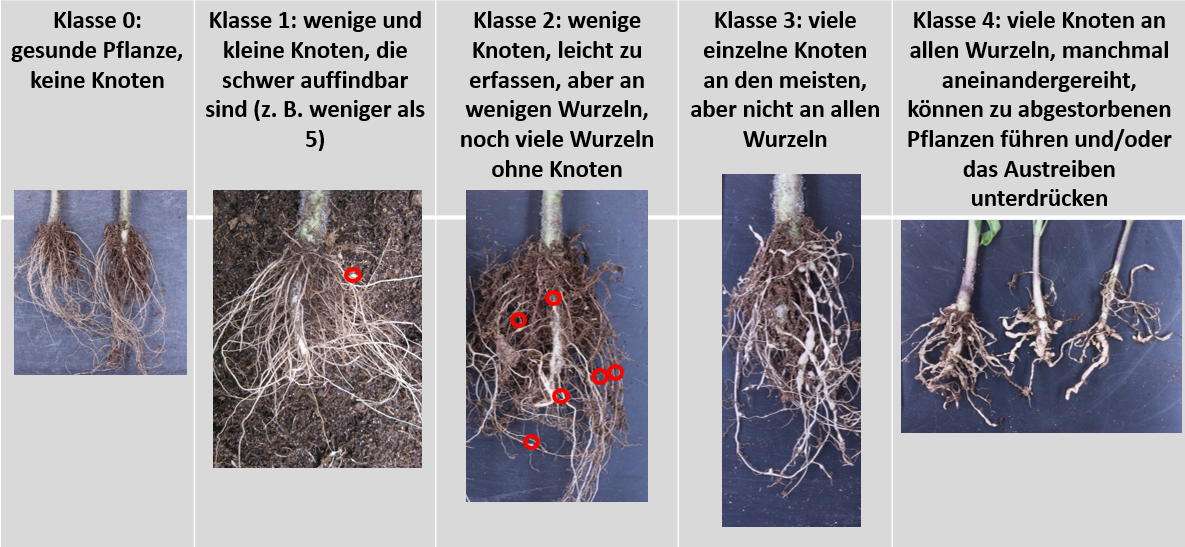 Klasse 0:
gesunde Pflanze,
keine Knoten
Klasse 1: wenige und
kleine Knoten, die
schwer auffindbar
sind (z. B. weniger als
5)
Klasse 2: wenige
Knoten, leicht zu
erfassen, aber an
wenigen Wurzeln,
noch viele Wurzeln
ohne Knoten
Klasse 3: viele
einzelne Knoten
an den meisten,
aber nicht an allen
Wurzeln
Klasse 4: viele Knoten an
allen Wurzeln, manchmal
aneinandergereiht,
können zu abgestorbenen
Pflanzen führen und/oder
das Austreiben
unterdrücken